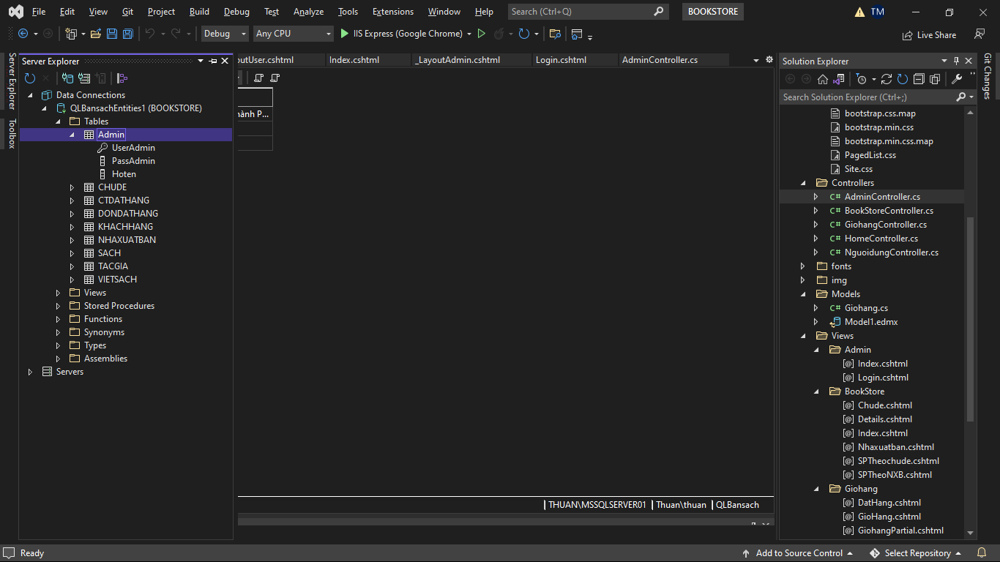 File Edit View Git Project Build Debug Test Analyze Tools Extensions Window Help Search (Ctrl+Q) BOOKSTORE TM
Debug Any CPU IIS Express (Google Chrome) Live Share
Server Explorer
Toolbox
Server Explorer
Data Connections
QLBansachEntities1 (BOOKSTORE)
Tables
Admin
UserAdmin
PassAdmin
Hoten
CHUDE
CTDATHANG
DONDATHANG
KHACHHANG
NHAXUATBAN
SACH
TACGIA
VIETSACH
Views
Stored Procedures
Functions
Synonyms
Types
Assemblies
Servers
outUser.cshtml Index.cshtml _LayoutAdmin.cshtml Login.cshtml AdminController.cs
hành P...
THUAN\MSSQLSERVER01 Thuan\thuan QLBansach
Solution Explorer
Search Solution Explorer (Ctrl+;)
bootstrap.css.map
bootstrap.min.css
bootstrap.min.css.map
PagedList.css
Site.css
Controllers
C# AdminController.cs
C# BookStoreController.cs
C# GiohangController.cs
C# HomeController.cs
C# NguoidungController.cs
fonts
img
Models
C# Giohang.cs
Model1.edmx
Views
Admin
[@] Index.cshtml
[@] Login.cshtml
BookStore
[@] Chude.cshtml
[@] Details.cshtml
[@] Index.cshtml
[@] Nhaxuatban.cshtml
[@] SPTheochude.cshtml
[@] SPTheoNXB.cshtml
Giohang
[@] DatHang.cshtml
[@] GioHang.cshtml
[@] GiohangPartial.cshtml
Git Changes
Ready Add to Source Control Select Repository